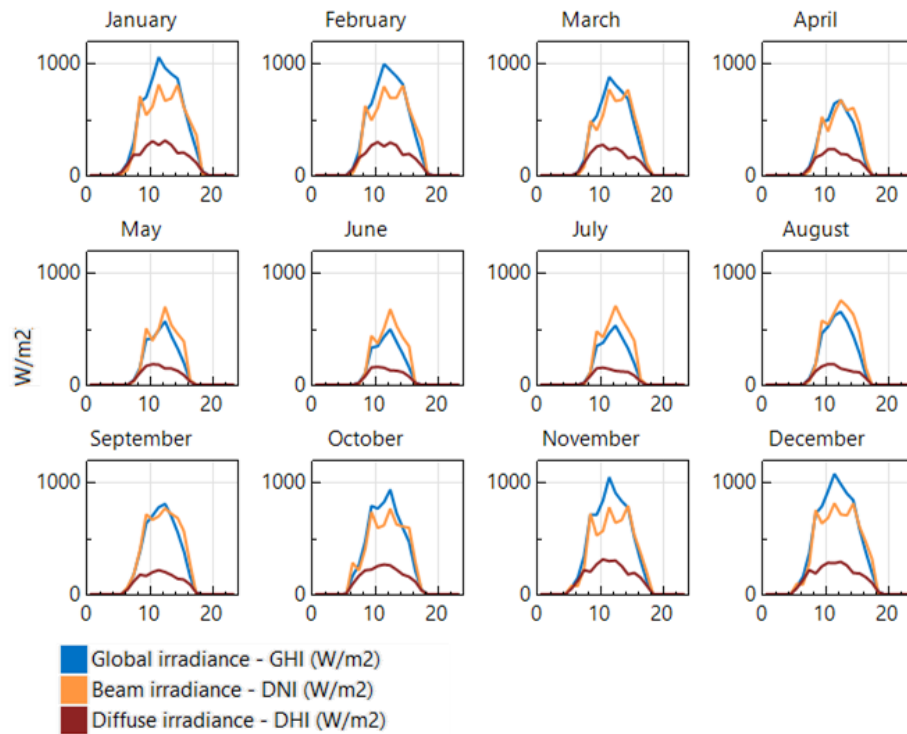 January February March April
1000 1000 1000 1000
0 0 0 0
0 10 20 0 10 20 0 10 20 0 10 20
May June July August
W/m2
1000 1000 1000 1000
0 0 0 0
0 10 20 0 10 20 0 10 20 0 10 20
September October November December
1000 1000 1000 1000
0 0 0 0
0 10 20 0 10 20 0 10 20 0 10 20
Global irradiance - GHI (W/m2)
Beam irradiance - DNI (W/m2)
Diffuse irradiance - DHI (W/m2)